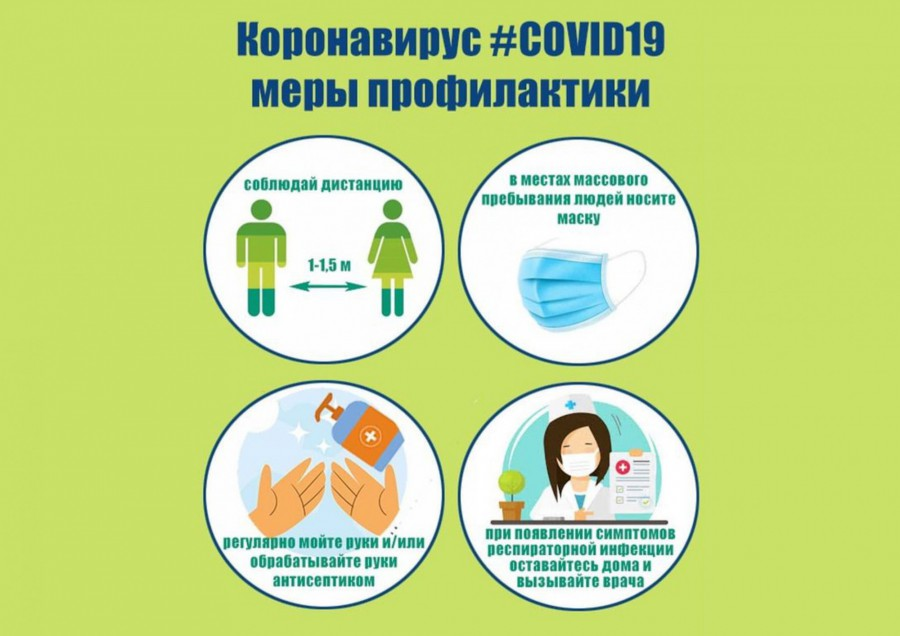 Коронавирус #COVID19
меры профилактики
соблюдай дистанцию
1-1,5 м
в местах массового
пребывания людей носите
маску
регулярно мойте руки и/или
обрабатывайте руки
антисептиком
при появлении симптомов
респираторной инфекции
оставайтесь дома и
вызывайте врача